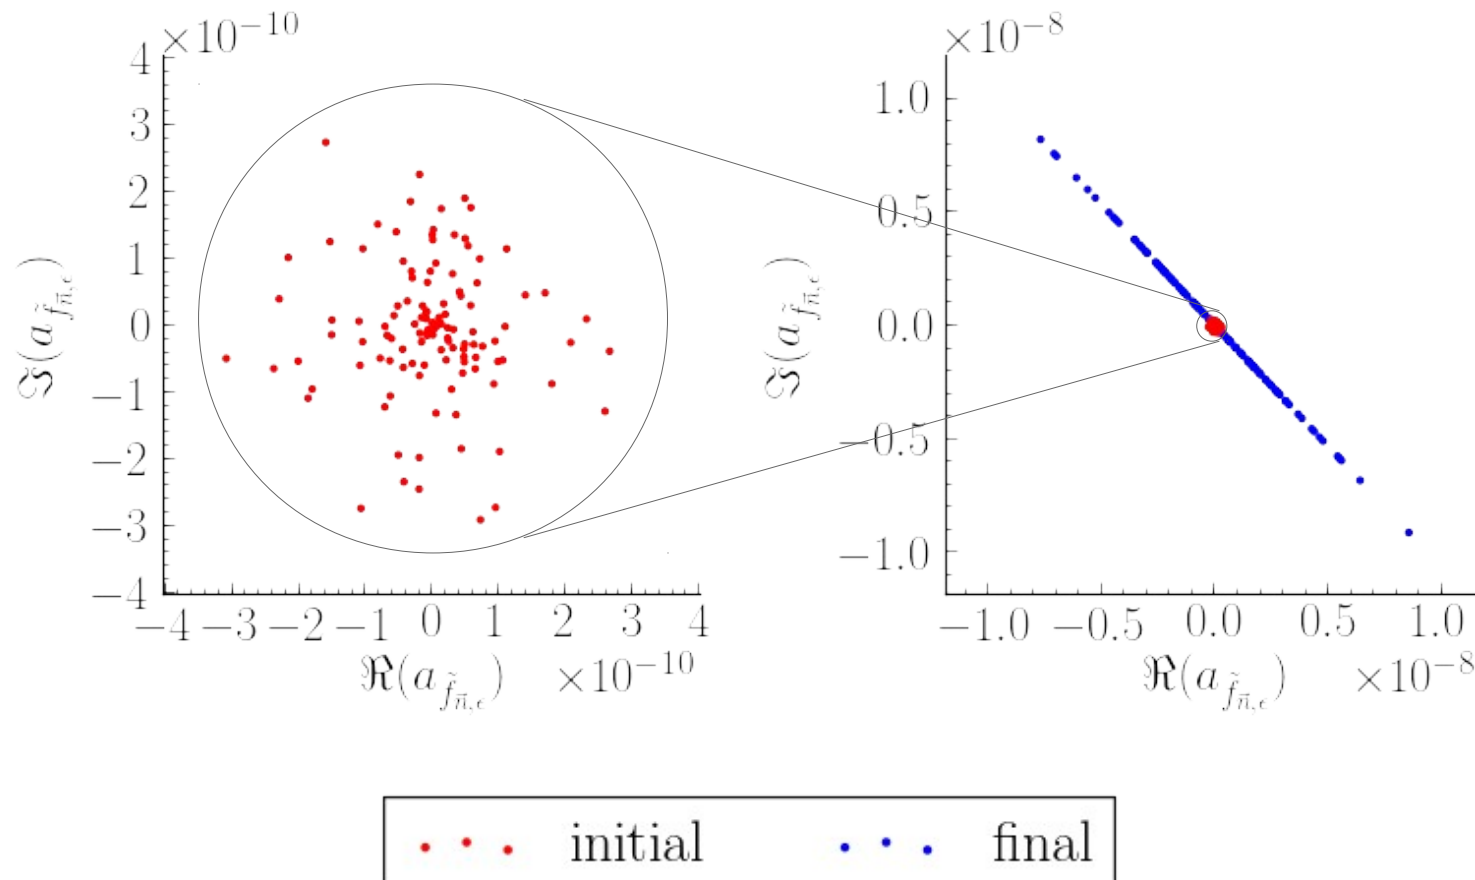 ×10⁻¹⁰
4
3
2
1
0
−1
−2
−3
−4
ℑ(a_{f̃_{n⃗,ϵ}})
−4 −3 −2 −1 0 1 2 3 4
ℜ(a_{f̃_{n⃗,ϵ}}) ×10⁻¹⁰
×10⁻⁸
1.0
0.5
0.0
−0.5
−1.0
ℑ(a_{f̃_{n⃗,ϵ}})
−1.0 −0.5 0.0 0.5 1.0
ℜ(a_{f̃_{n⃗,ϵ}}) ×10⁻⁸
initial final